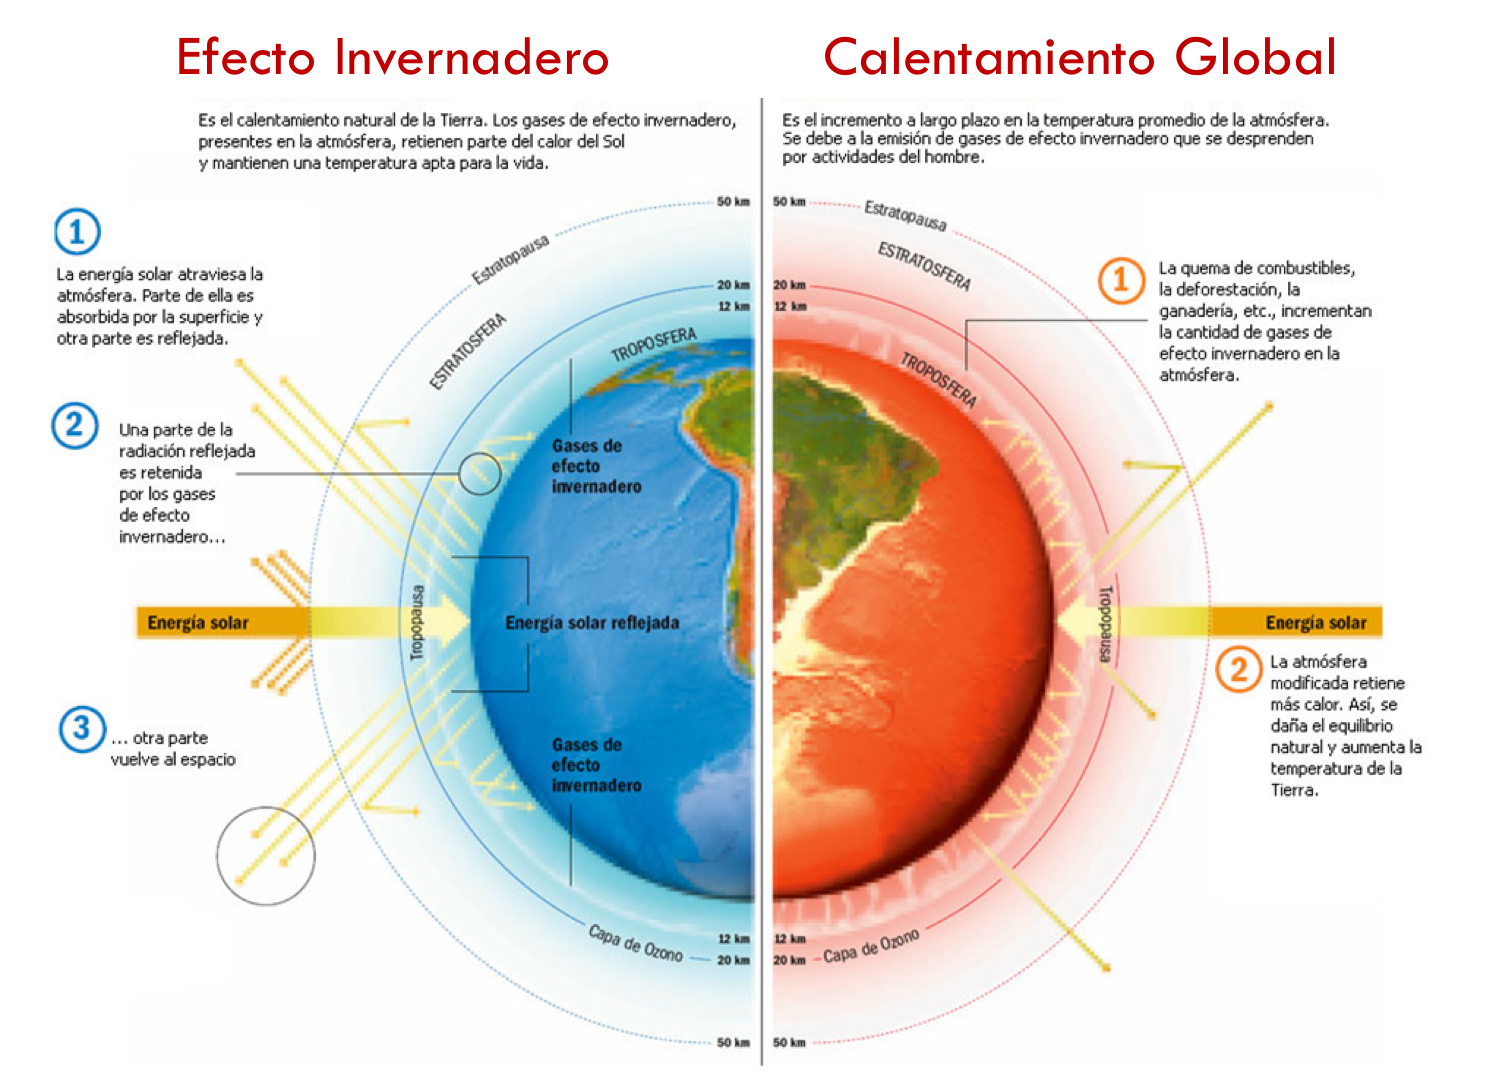 Efecto Invernadero
Es el calentamiento natural de la Tierra. Los gases de efecto invernadero,
presentes en la atmósfera, retienen parte del calor del Sol
y mantienen una temperatura apta para la vida.
50 km
Estratopausa
20 km
12 km
ESTRATOSFERA
TROPOSFERA
1
La energía solar atraviesa la
atmósfera. Parte de ella es
absorbida por la superficie y
otra parte es reflejada.
2
Una parte de la
radiación reflejada
es retenida
por los gases
de efecto
invernadero...
Gases de
efecto
invernadero
Energía solar
Tropopausa
Energía solar reflejada
3
... otra parte
vuelve al espacio
Gases de
efecto
invernadero
Capa de Ozono
12 km
20 km
50 km
Calentamiento Global
Es el incremento a largo plazo en la temperatura promedio de la atmósfera.
Se debe a la emisión de gases de efecto invernadero que se desprenden
por actividades del hombre.
50 km
Estratopausa
ESTRATOSFERA
20 km
12 km
TROPOSFERA
1
La quema de combustibles,
la deforestación, la
ganadería, etc., incrementan
la cantidad de gases de
efecto invernadero en la
atmósfera.
Tropopausa
Energía solar
2
La atmósfera
modificada retiene
más calor. Así, se
daña el equilibrio
natural y aumenta la
temperatura de la
Tierra.
12 km
20 km
Capa de Ozono
50 km